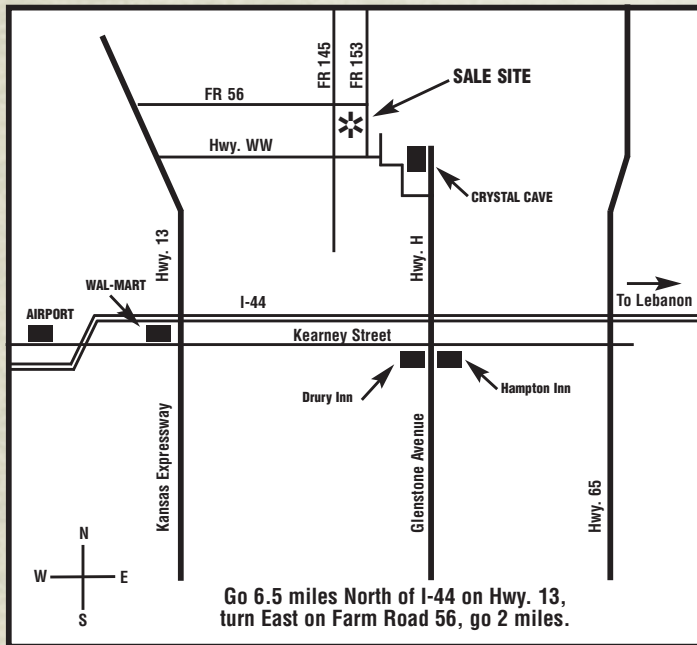 FR 145
FR 153
SALE SITE
FR 56
Hwy. WW
CRYSTAL CAVE
Hwy. 13
Hwy. H
WAL-MART
I-44
To Lebanon
AIRPORT
Kearney Street
Drury Inn
Hampton Inn
Kansas Expressway
Glenstone Avenue
Hwy. 65
N
W E
S
Go 6.5 miles North of I-44 on Hwy. 13,
turn East on Farm Road 56, go 2 miles.